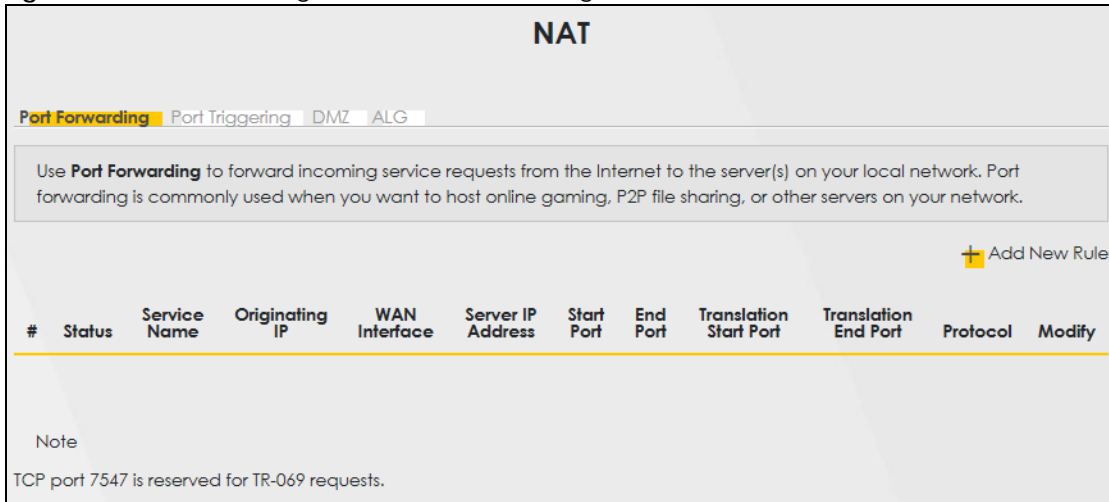 NAT
Port Forwarding Port Triggering DMZ ALG
Use Port Forwarding to forward incoming service requests from the Internet to the server(s) on your local network. Port
forwarding is commonly used when you want to host online gaming, P2P file sharing, or other servers on your network.
+ Add New Rule
# Status Service Name Originating IP WAN Interface Server IP Address Start Port End Port Translation Start Port Translation End Port Protocol Modify
Note
TCP port 7547 is reserved for TR-069 requests.